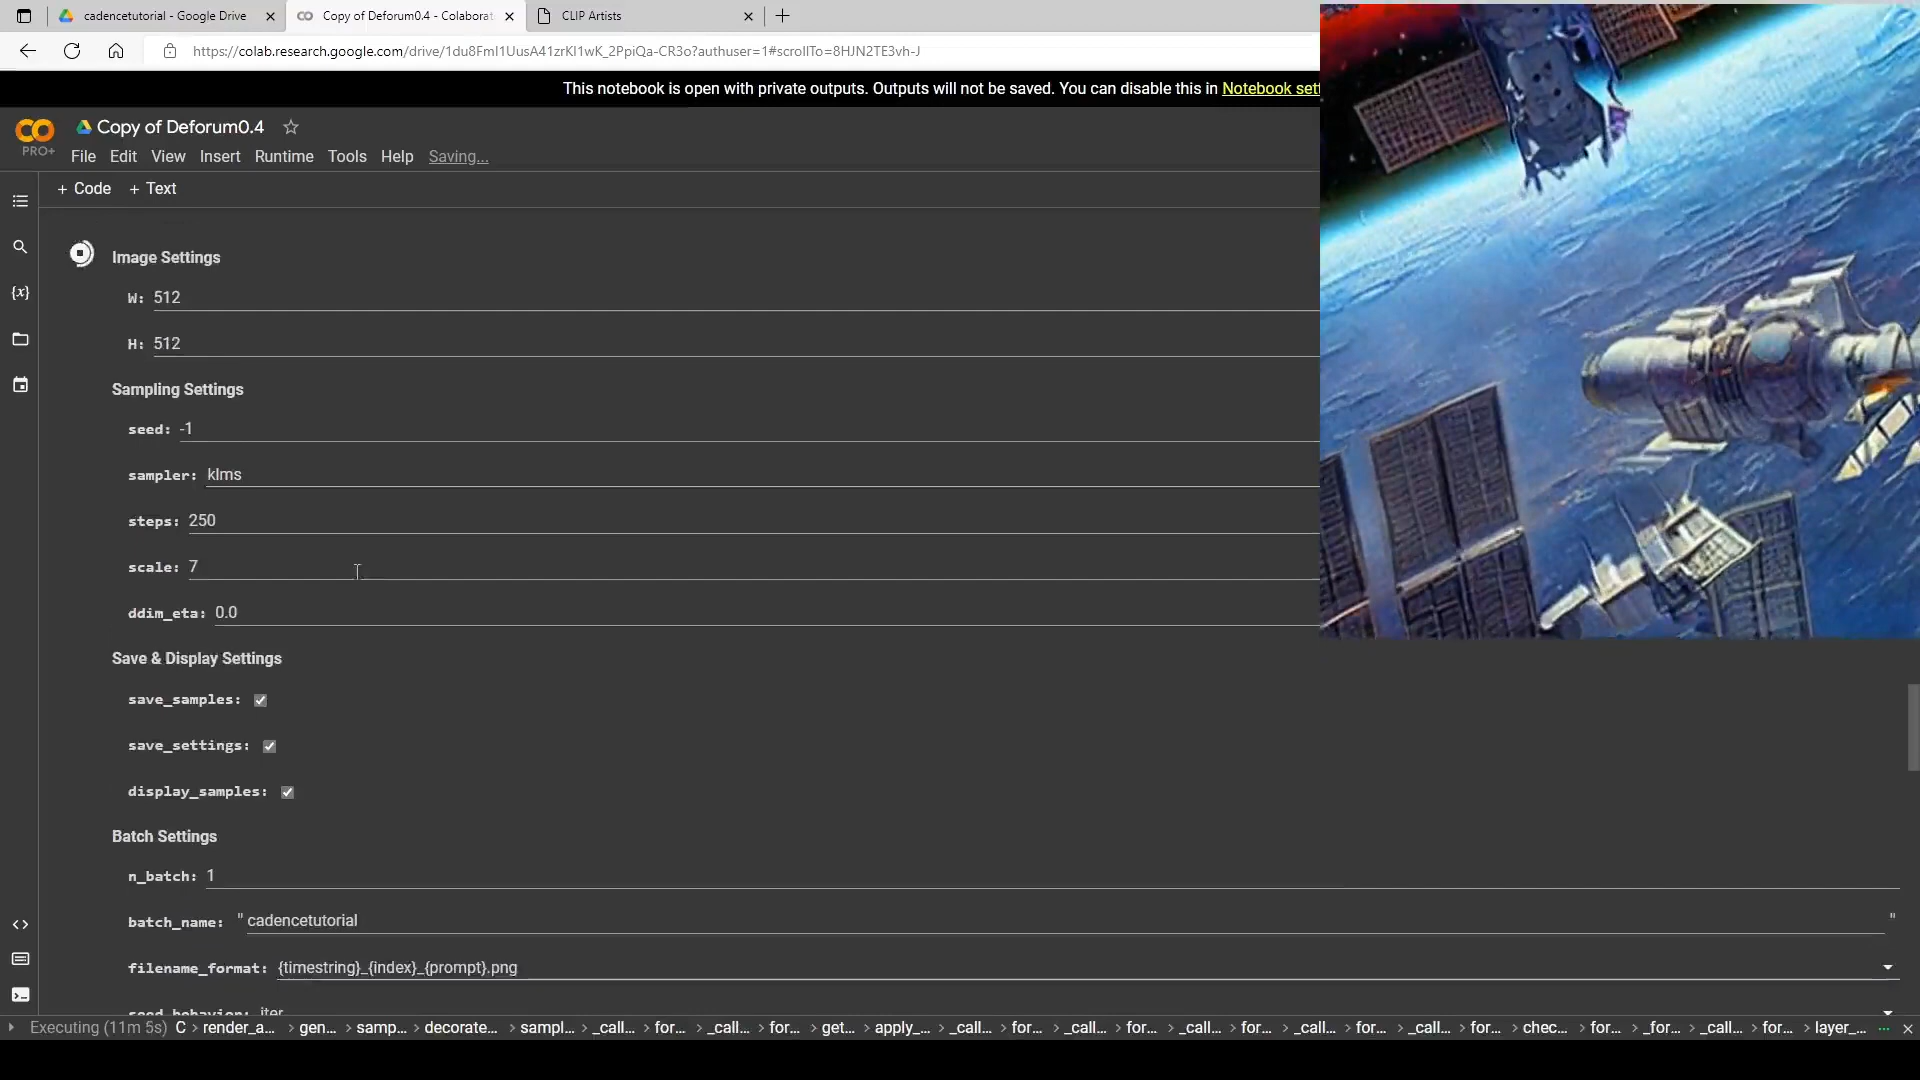 cadencetutorial - Google Drive
Copy of Deforum0.4 - Colaborat
CLIP Artists
https://colab.research.google.com/drive/1du8FmI1UusA41zrKI1wK_2PpiQa-CR3o?authuser=1#scrollTo=8HJN2TE3vh-J
This notebook is open with private outputs. Outputs will not be saved. You can disable this in Notebook sett
Copy of Deforum0.4
PRO+
File Edit View Insert Runtime Tools Help Saving...
+ Code + Text
Image Settings
W: 512
H: 512
Sampling Settings
seed: -1
sampler: klms
steps: 250
scale: 7
ddim_eta: 0.0
Save & Display Settings
save_samples:
save_settings:
display_samples:
Batch Settings
n_batch: 1
batch_name: " cadencetutorial "
filename_format: {timestring}_{index}_{prompt}.png
seed_behavior: iter
Executing (11m 5s) C > render_a... > gen... > samp... > decorate... > sampl... > _call... > for... > _call... > for... > get... > apply_... > _call... > for... > _call... > for... > _call... > for... > _call... > for... > _call... > for... > chec... > for... > _for... > _call... > for... > layer_... ...